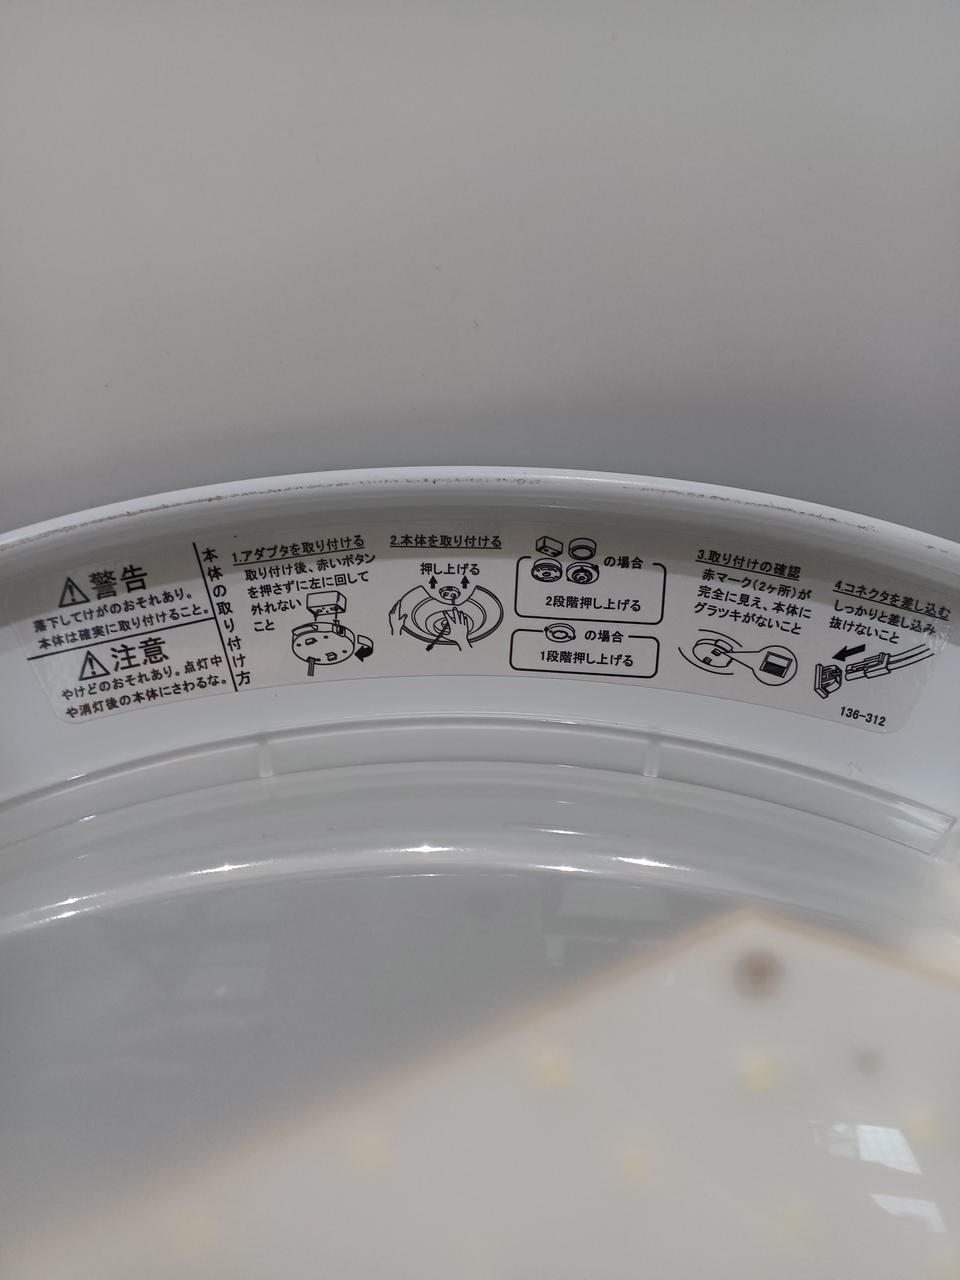 警告
落下してけがのおそれあり。
本体は確実に取り付けること。
注意
やけどのおそれあり。点灯中
や消灯後の本体にさわるな。
本体の取り付け方
1.アダプタを取り付ける
取り付け後、赤いボタン
を押さずに左に回して
外れない
こと
2.本体を取り付ける
押し上げる
の場合
2段階押し上げる
の場合
1段階押し上げる
3.取り付けの確認
赤マーク(2ヶ所)が
完全に見え、本体に
グラツキがないこと
4.コネクタを差し込む
しっかりと差し込み
抜けないこと
136-312